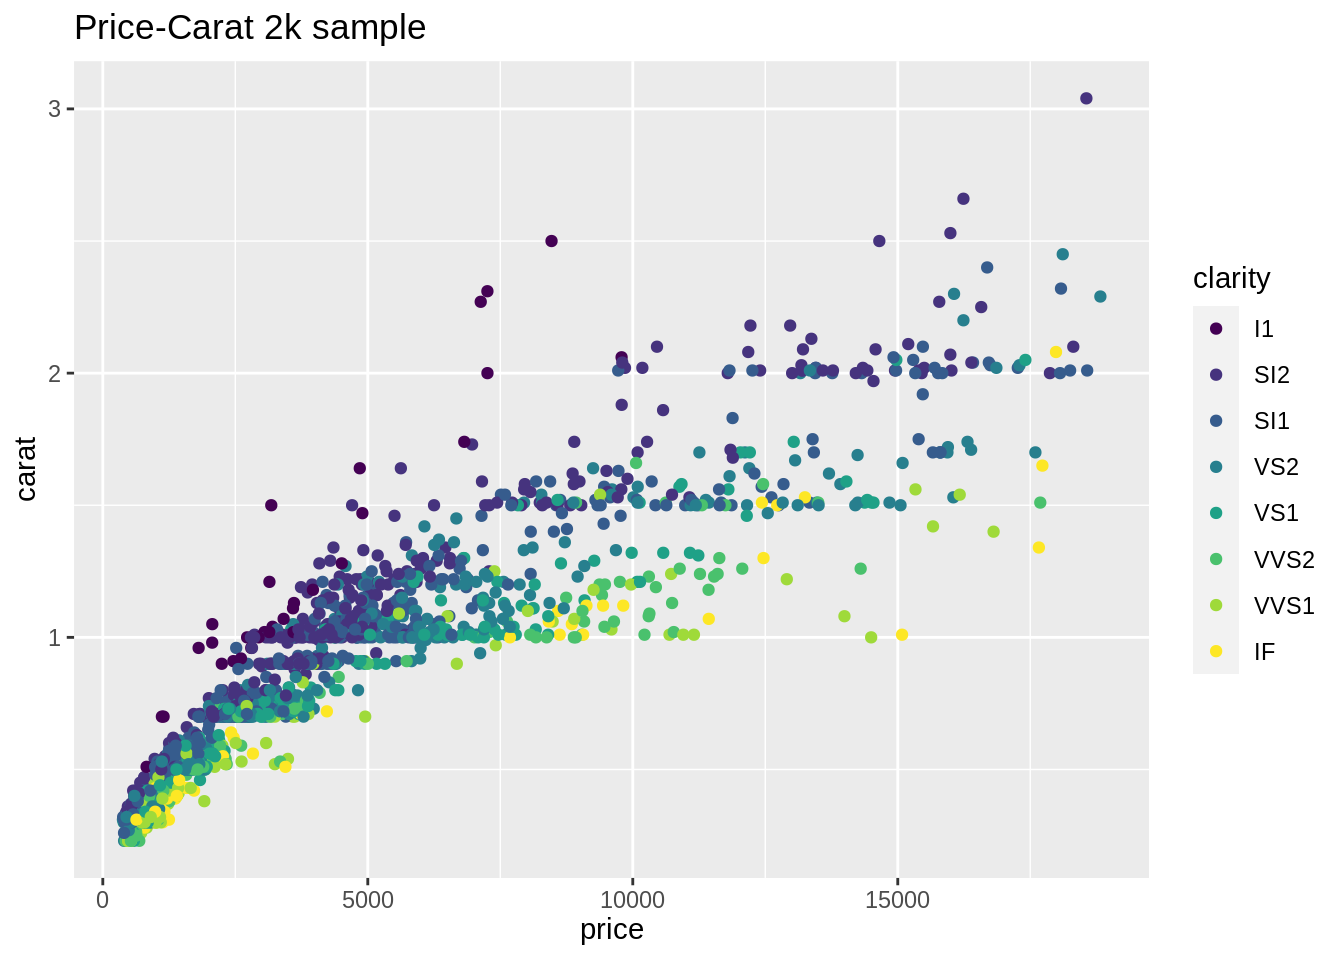 Price-Carat 2k sample
3
2
1
carat
0
5000
10000
15000
price
clarity
I1
SI2
SI1
VS2
VS1
VVS2
VVS1
IF